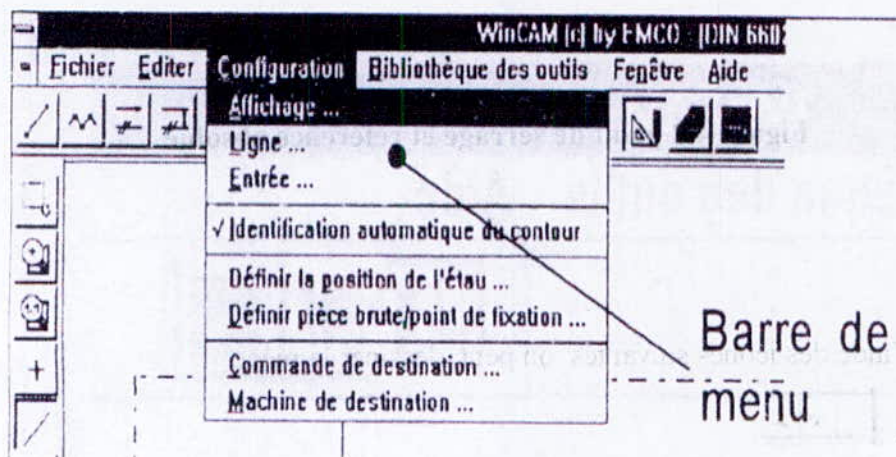 WinCAM (c) by EMCO - [DIN 660
Fichier Editer Configuration Bibliothèque des outils Fenêtre Aide
Affichage ...
Ligne ...
Entrée ...
✓ Identification automatique du contour
Définir la position de l'étau ...
Définir pièce brute/point de fixation ...
Commande de destination ...
Machine de destination ...
Barre de
menu